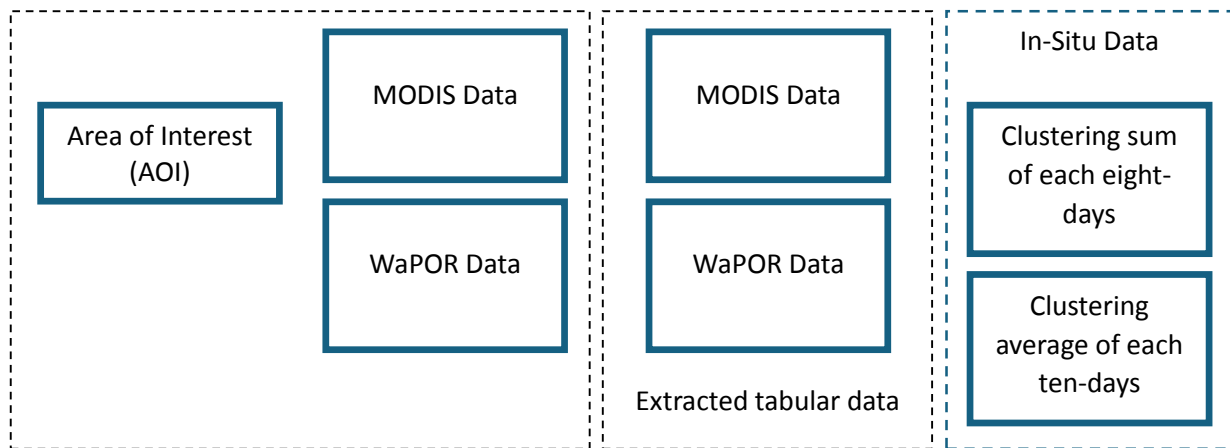 Area of Interest
(AOI)
MODIS Data
WaPOR Data
MODIS Data
WaPOR Data
Extracted tabular data
In-Situ Data
Clustering sum
of each eight-
days
Clustering
average of each
ten-days